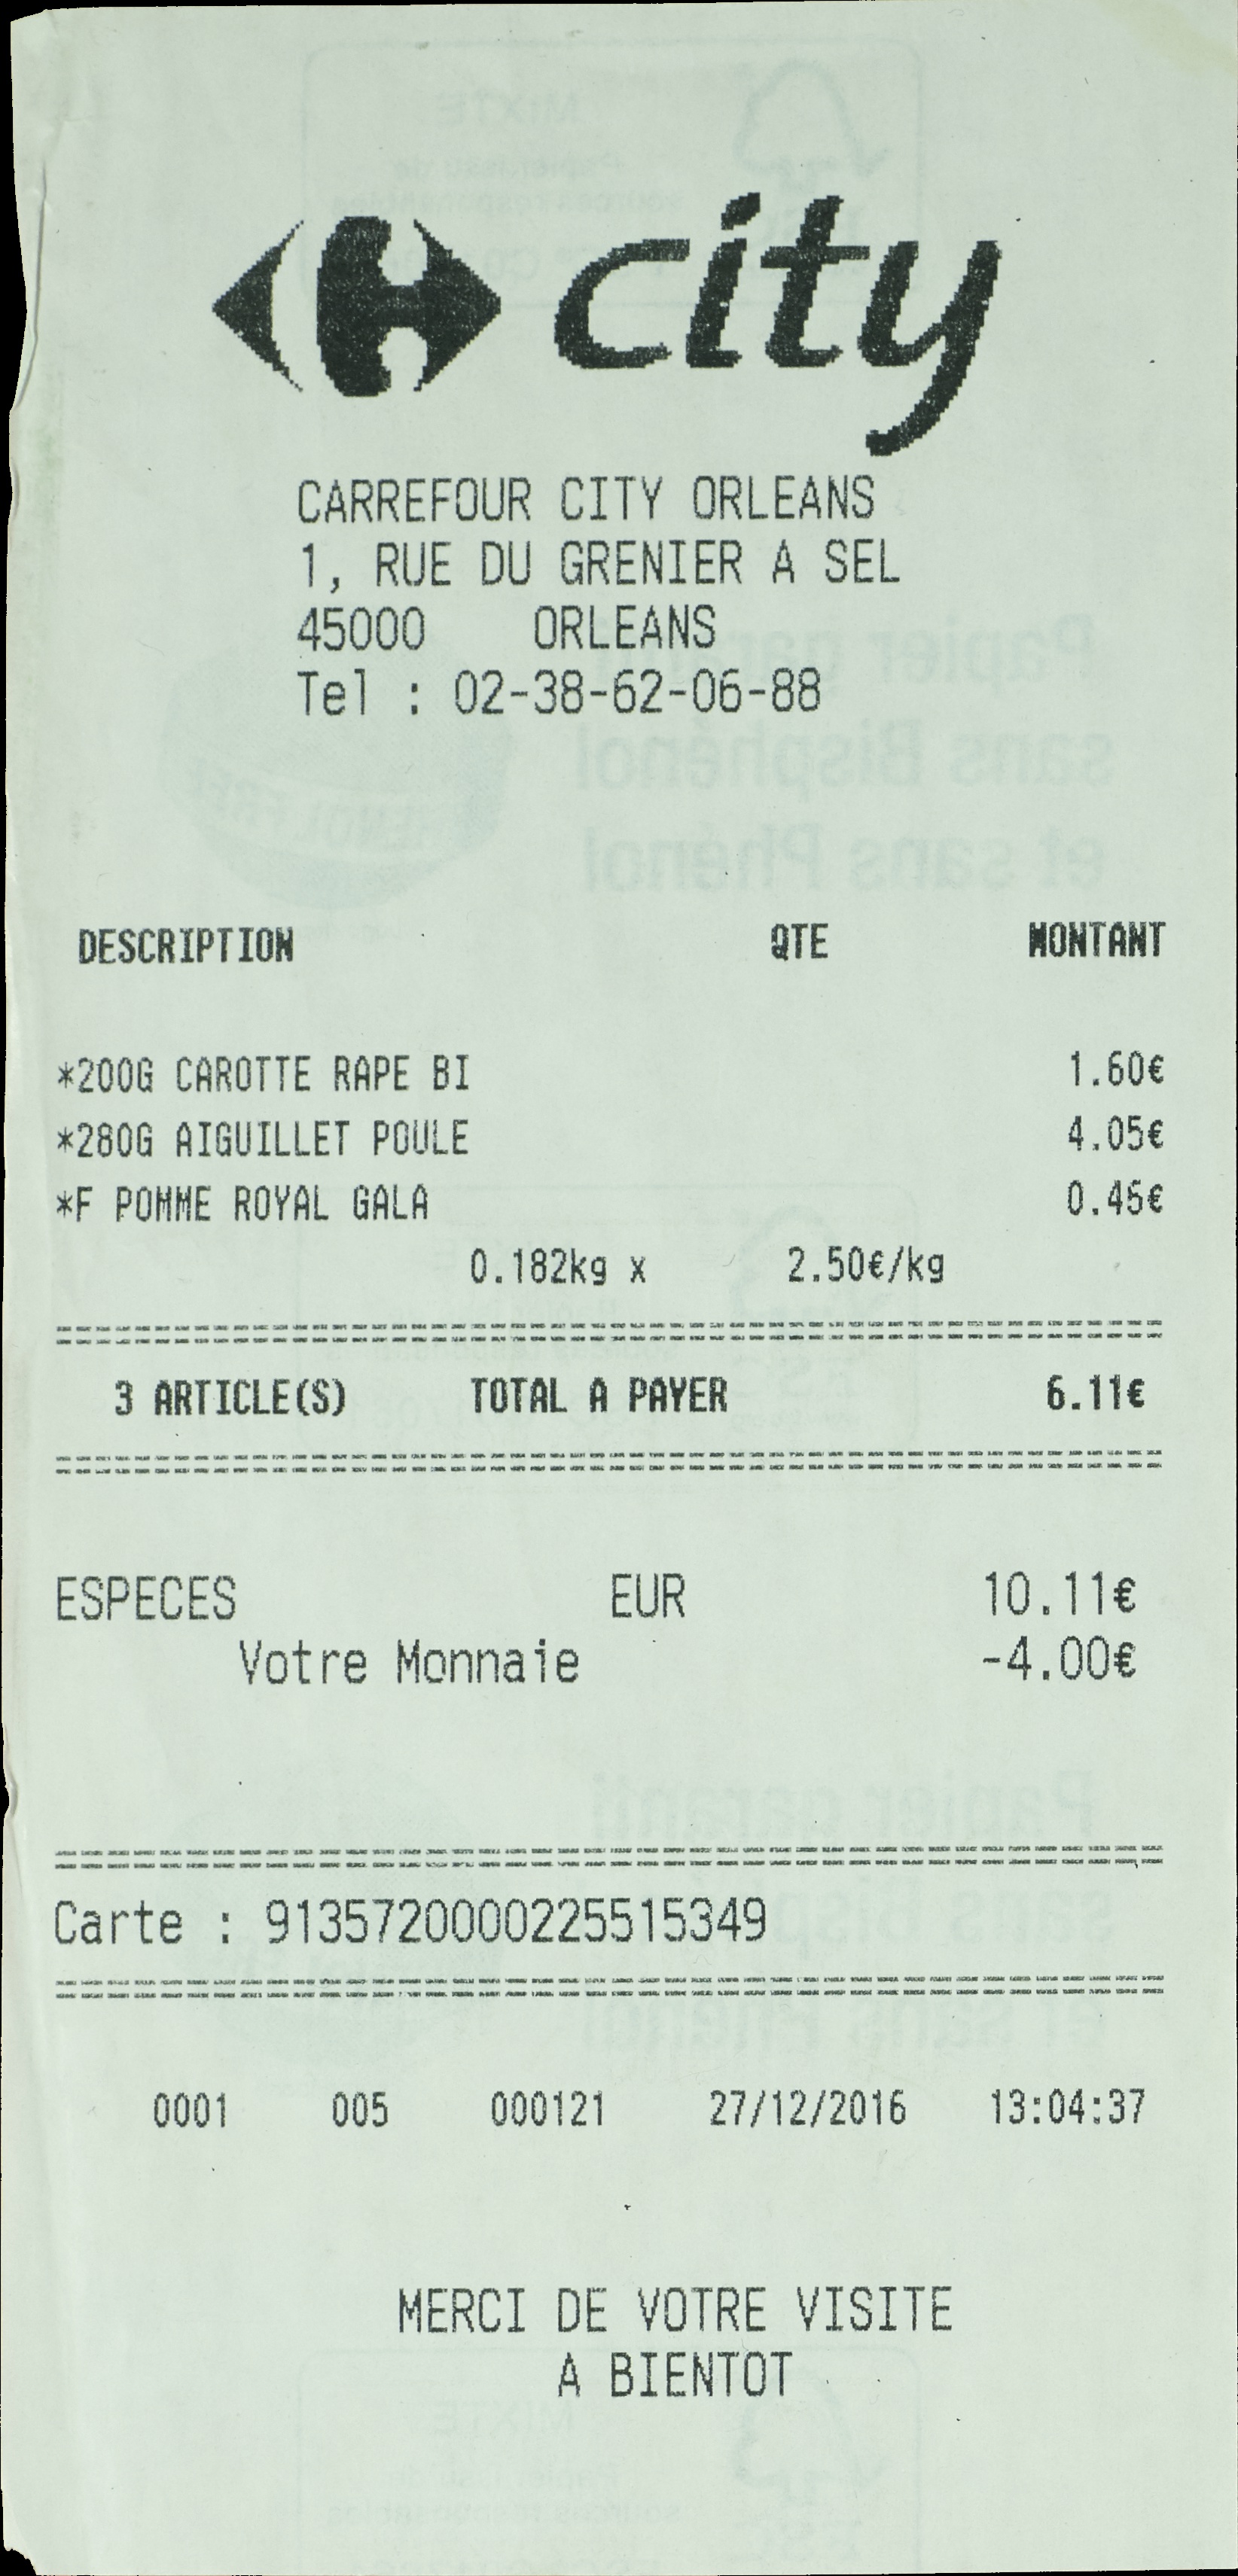 city
CARREFOUR CITY ORLEANS
1, RUE DU GRENIER A SEL
45000 ORLEANS
Tel : 02-38-62-06-88
DESCRIPTION QTE MONTANT
*200G CAROTTE RAPE BI 1.60€
*280G AIGUILLET POULE 4.05€
*F POMME ROYAL GALA 0.46€
0.182kg x 2.50€/kg
3 ARTICLE(S) TOTAL A PAYER 6.11€
ESPECES EUR 10.11€
Votre Monnaie -4.00€
Carte : 9135720000225515349
0001 005 000121 27/12/2016 13:04:37
MERCI DE VOTRE VISITE
A BIENTOT